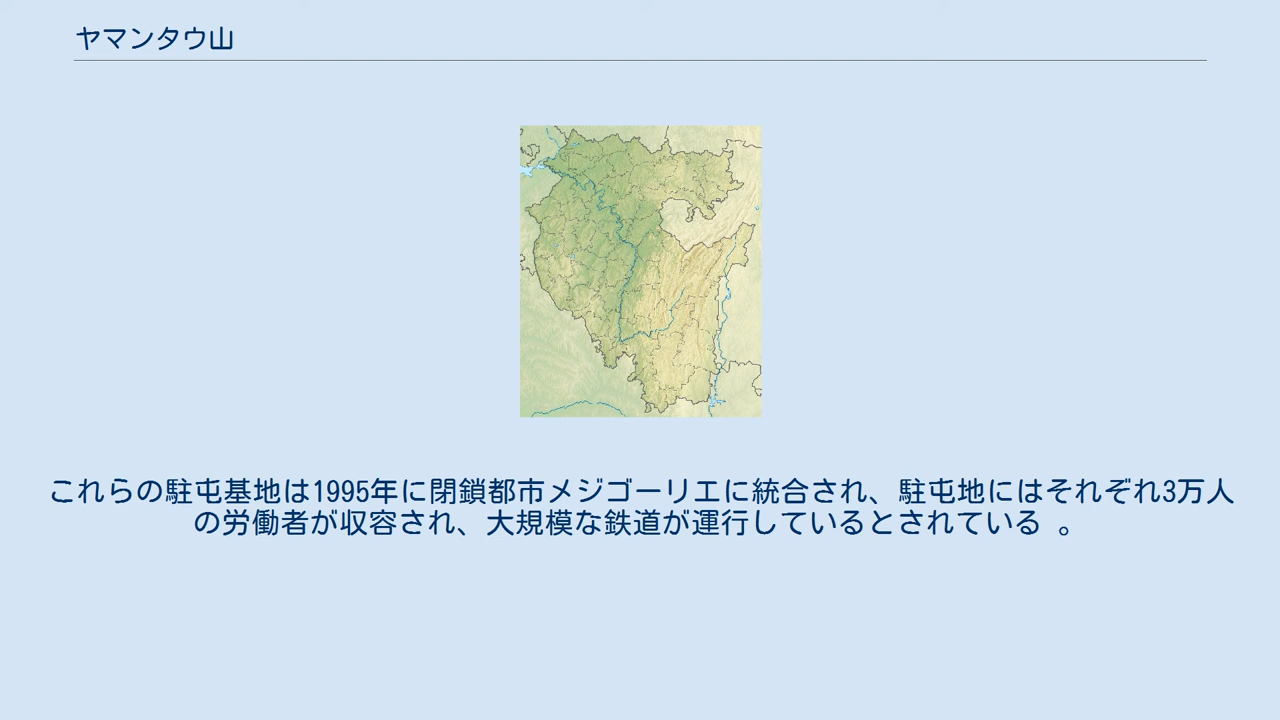 ヤマンタウ山
これらの駐屯基地は1995年に閉鎖都市メジゴーリエに統合され、駐屯地にはそれぞれ3万人
の労働者が収容され、大規模な鉄道が運行しているとされている 。